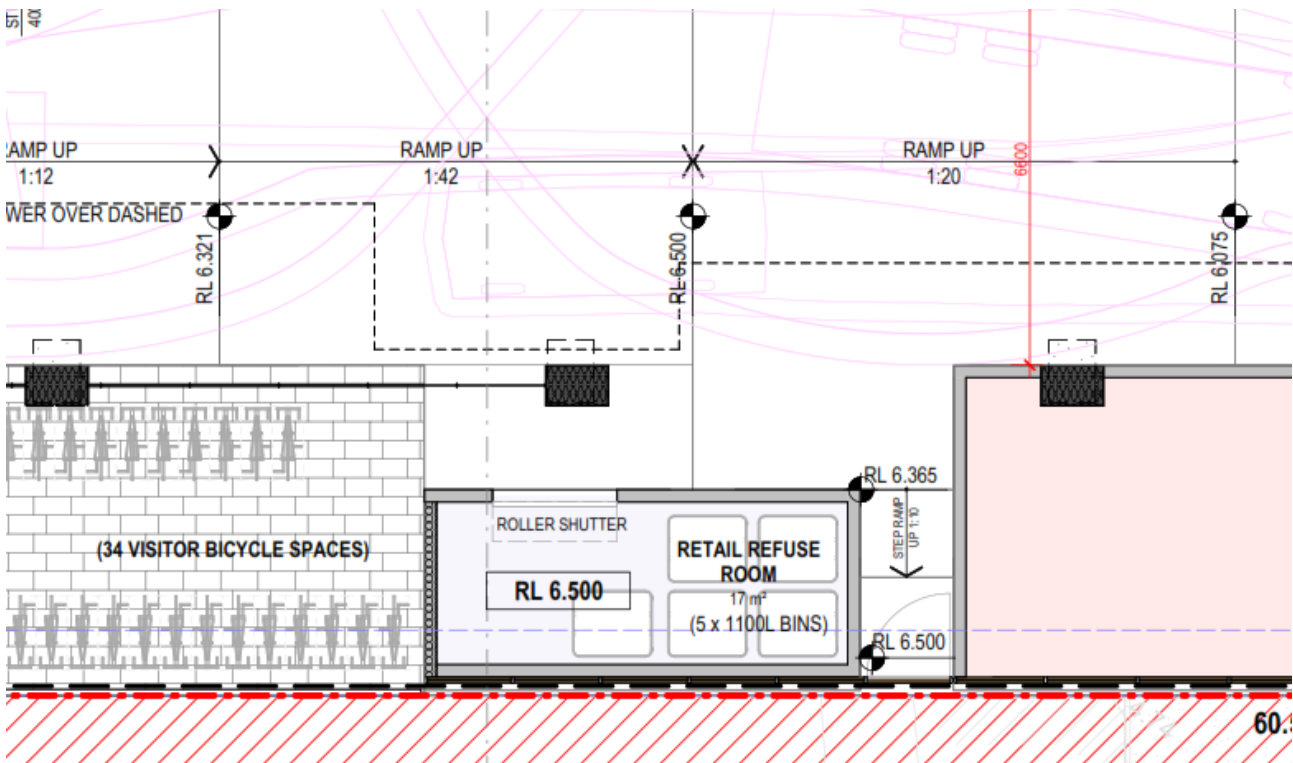 ST
400
RAMP UP
1:12
RAMP UP
1:42
RAMP UP
1:20
6600
WER OVER DASHED
RL 6.321
RL 6.500
RL 6.075
RL 6.365
STEP RAMP
UP 1:10
ROLLER SHUTTER
(34 VISITOR BICYCLE SPACES)
RETAIL REFUSE
ROOM
17 m²
(5 x 1100L BINS)
RL 6.500
RL 6.500